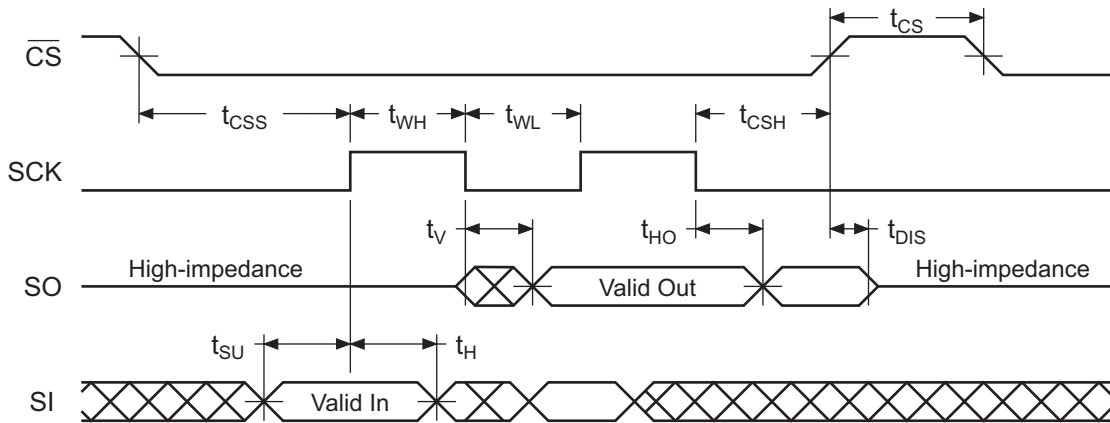 t_CS
C̅S̅
t_CSS t_WH t_WL t_CSH
SCK
t_V t_HO t_DIS
SO High-impedance Valid Out High-impedance
t_SU t_H
SI Valid In